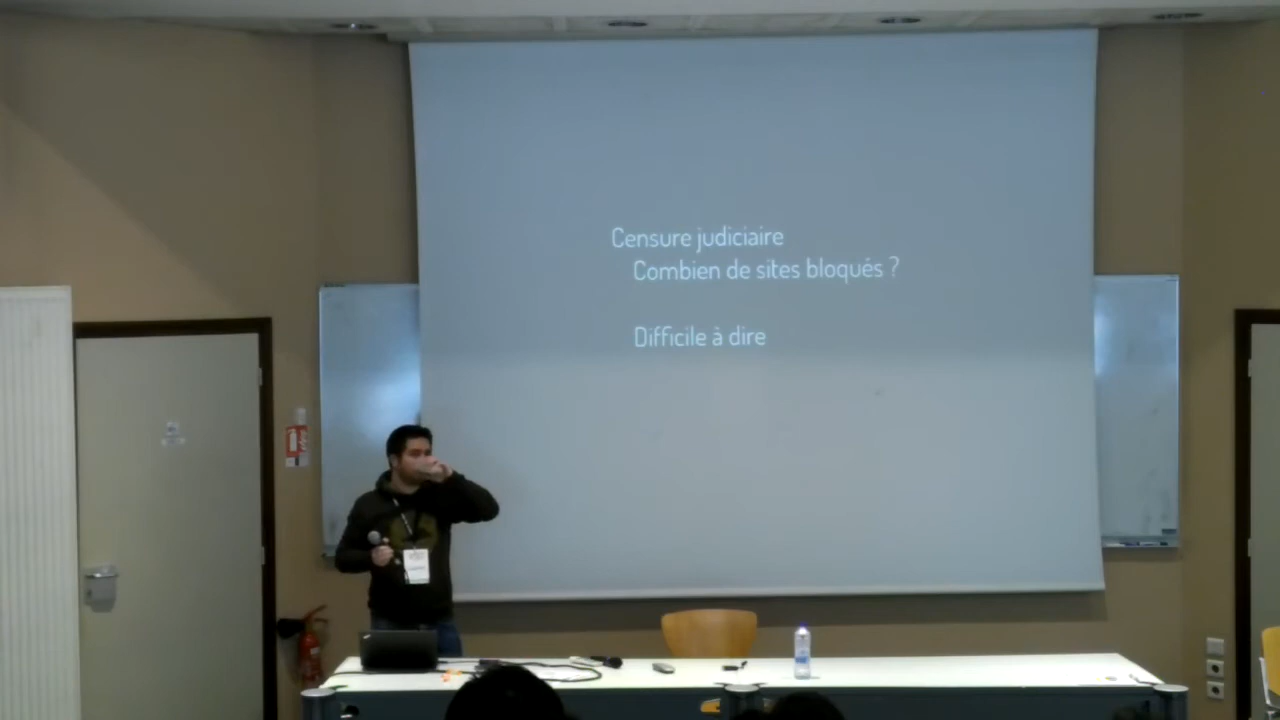 Censure judiciaire
Combien de sites bloqués ?
Difficile à dire